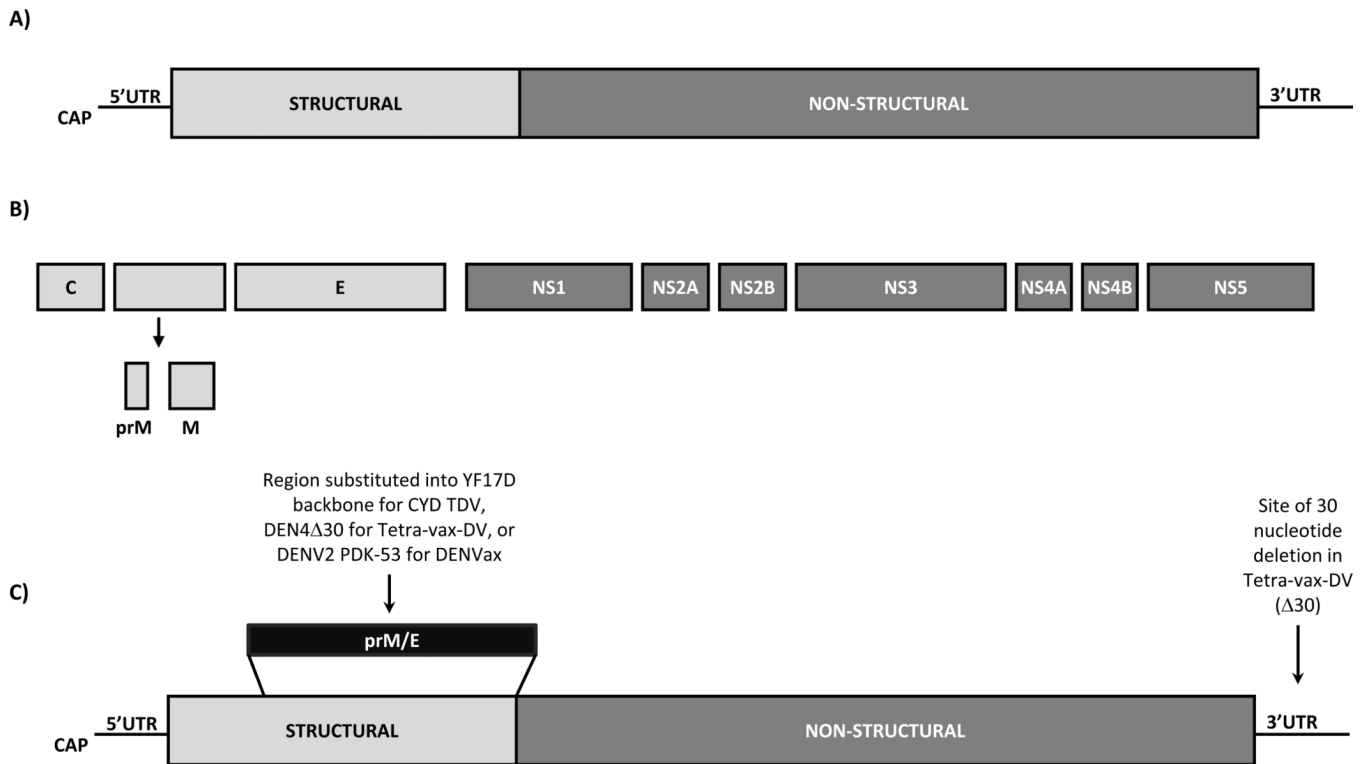 A)
CAP
5'UTR
STRUCTURAL
NON-STRUCTURAL
3'UTR
B)
C
E
NS1
NS2A
NS2B
NS3
NS4A
NS4B
NS5
prM
M
Region substituted into YF17D
backbone for CYD TDV,
DEN4Δ30 for Tetra-vax-DV, or
DENV2 PDK-53 for DENVax
Site of 30
nucleotide
deletion in
Tetra-vax-DV
(Δ30)
C)
prM/E
CAP
5'UTR
STRUCTURAL
NON-STRUCTURAL
3'UTR